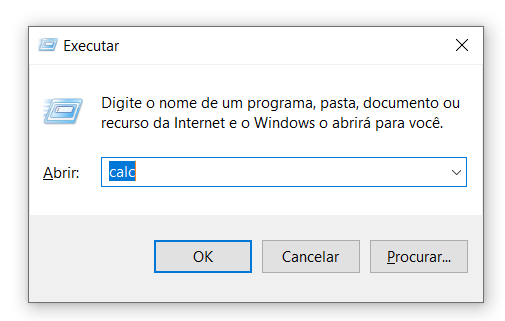 Executar
Digite o nome de um programa, pasta, documento ou
recurso da Internet e o Windows o abrirá para você.
Abrir: calc
OK Cancelar Procurar...